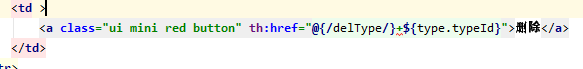 <td >
<a class="ui mini red button" th:href="@{/delType/}+${type.typeId}">删除</a>
</td>